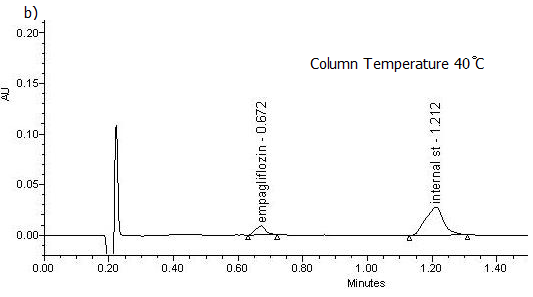 b)
0.20
Column Temperature 40°C
0.15
AU
0.10
0.05
0.00
empagliflozin - 0.672
internal st - 1.212
0.00 0.20 0.40 0.60 0.80 1.00 1.20 1.40
Minutes